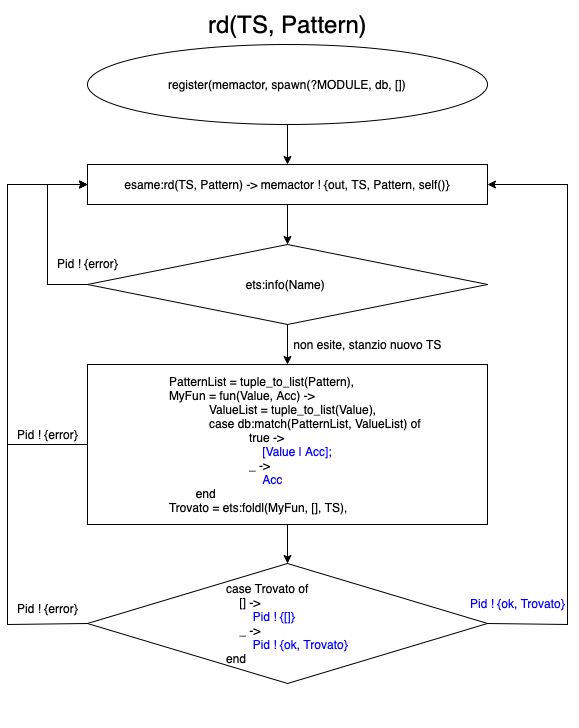 rd(TS, Pattern)
register(memactor, spawn(?MODULE, db, [])
esame:rd(TS, Pattern) -> memactor ! {out, TS, Pattern, self()}
Pid ! {error}
ets:info(Name)
non esite, stanzio nuovo TS
PatternList = tuple_to_list(Pattern),
MyFun = fun(Value, Acc) ->
ValueList = tuple_to_list(Value),
case db:match(PatternList, ValueList) of
true ->
[Value | Acc];
_ ->
Acc
end
Trovato = ets:foldl(MyFun, [], TS),
Pid ! {error}
case Trovato of
[] ->
Pid ! {[]}
_ ->
Pid ! {ok, Trovato}
end
Pid ! {error}
Pid ! {ok, Trovato}